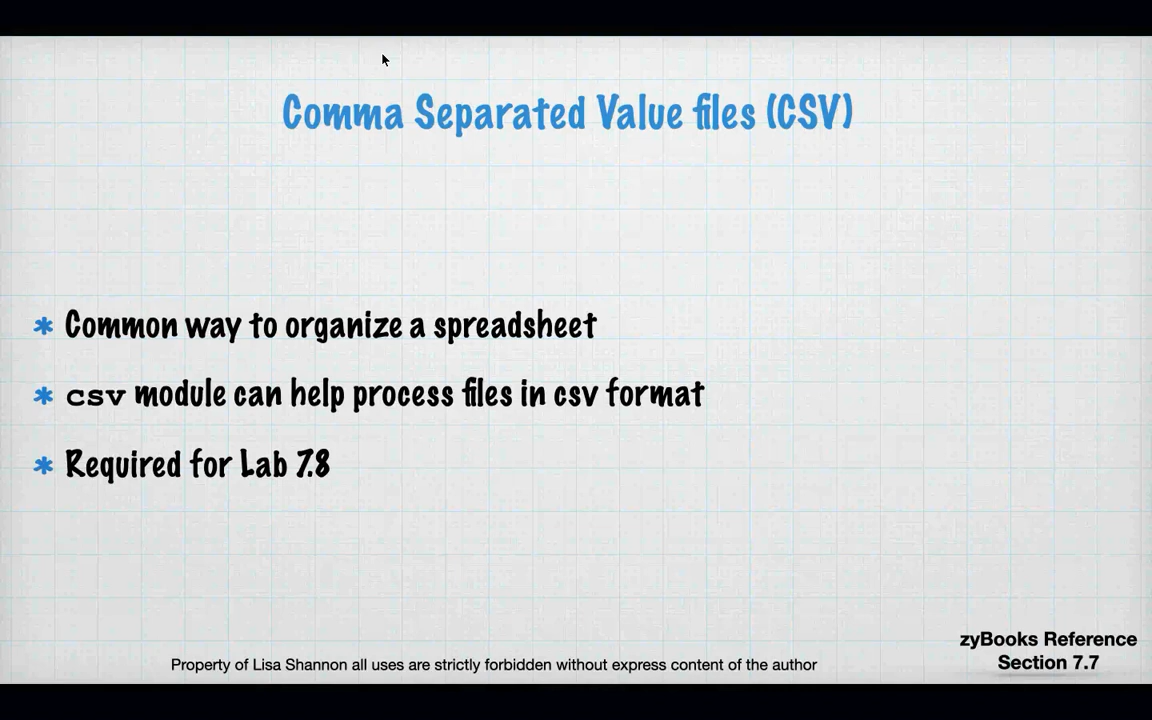 Comma Separated Value files (CSV)
* Common way to organize a spreadsheet
* csv module can help process files in csv format
* Required for Lab 7.8
zyBooks Reference
Section 7.7
Property of Lisa Shannon all uses are strictly forbidden without express content of the author